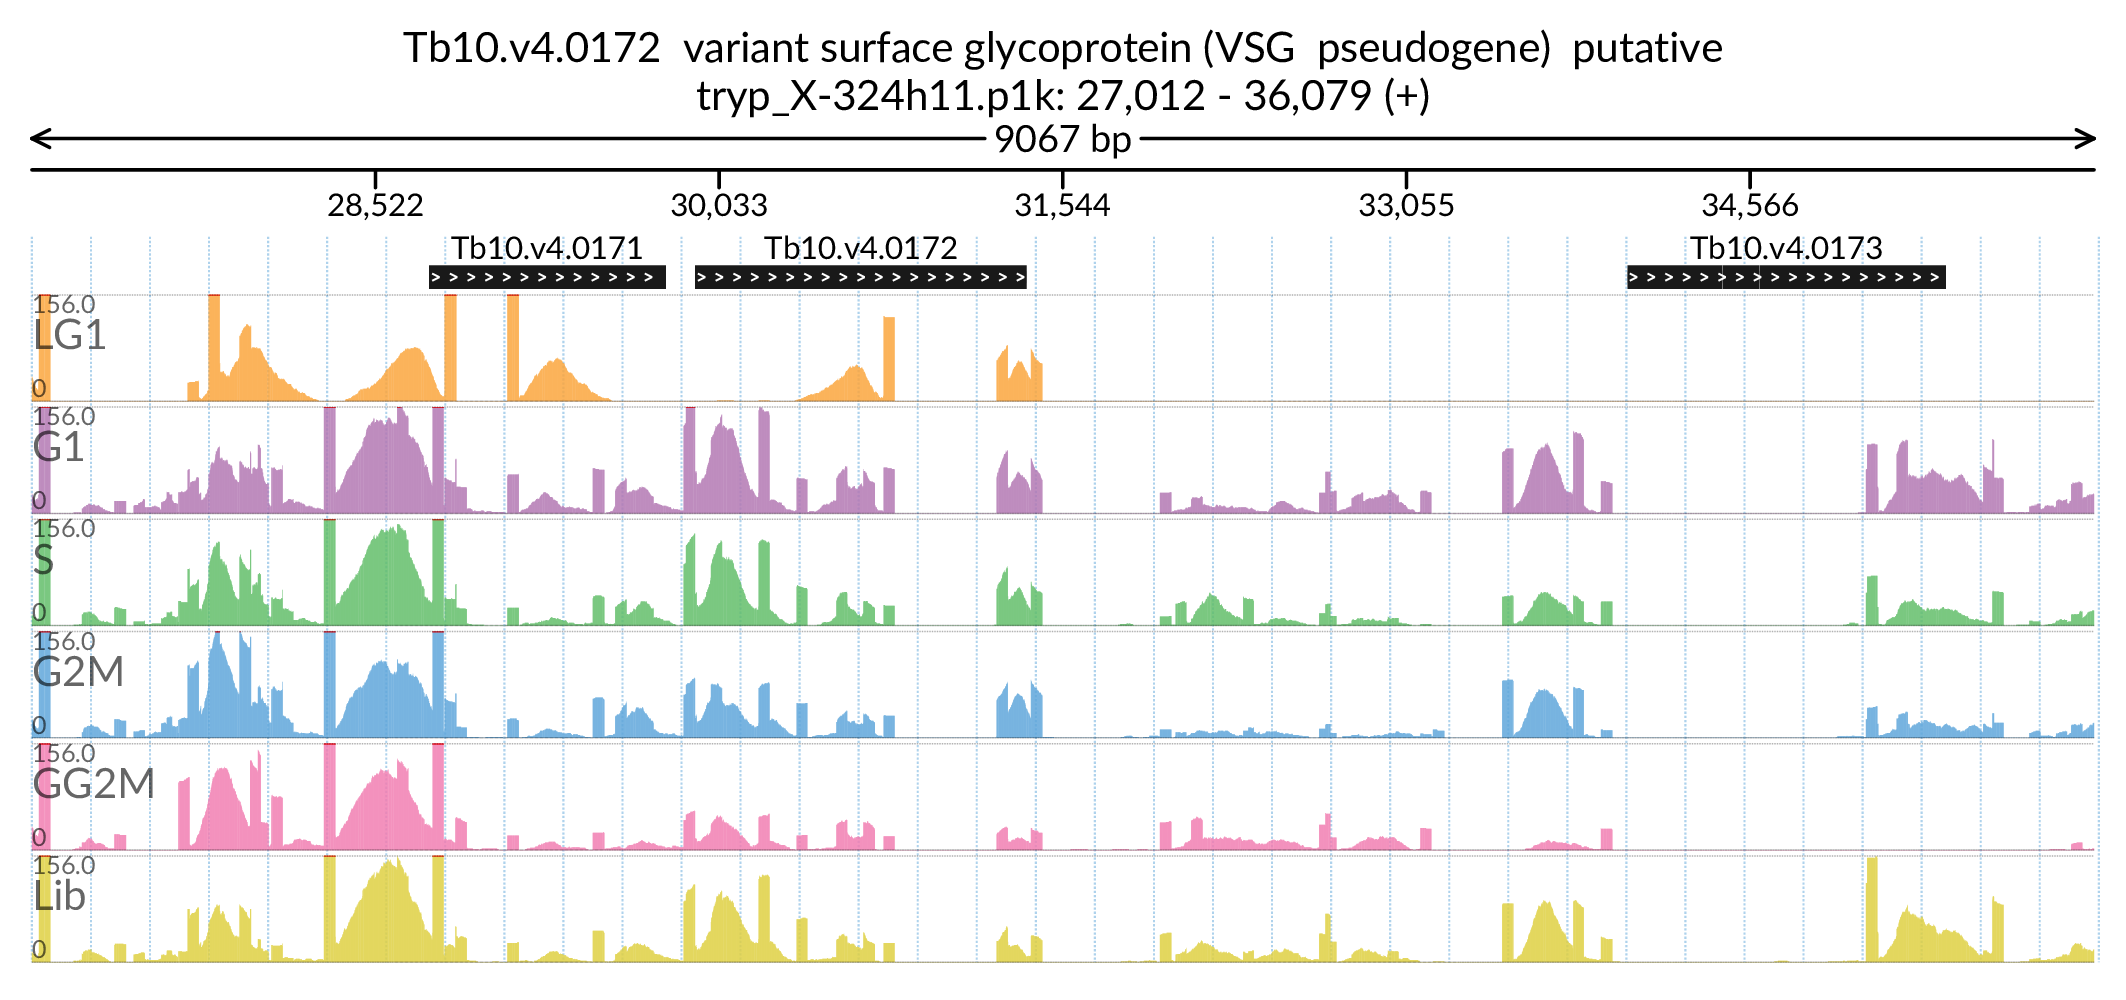 Tb10.v4.0172 variant surface glycoprotein (VSG pseudogene) putative
tryp_X-324h11.p1k: 27,012 - 36,079 (+)
9067 bp
28,522 30,033 31,544 33,055 34,566
Tb10.v4.0171 Tb10.v4.0172 Tb10.v4.0173
156.0
LG1
0
156.0
G1
0
156.0
S
0
156.0
G2M
0
156.0
GG2M
0
156.0
Lib
0